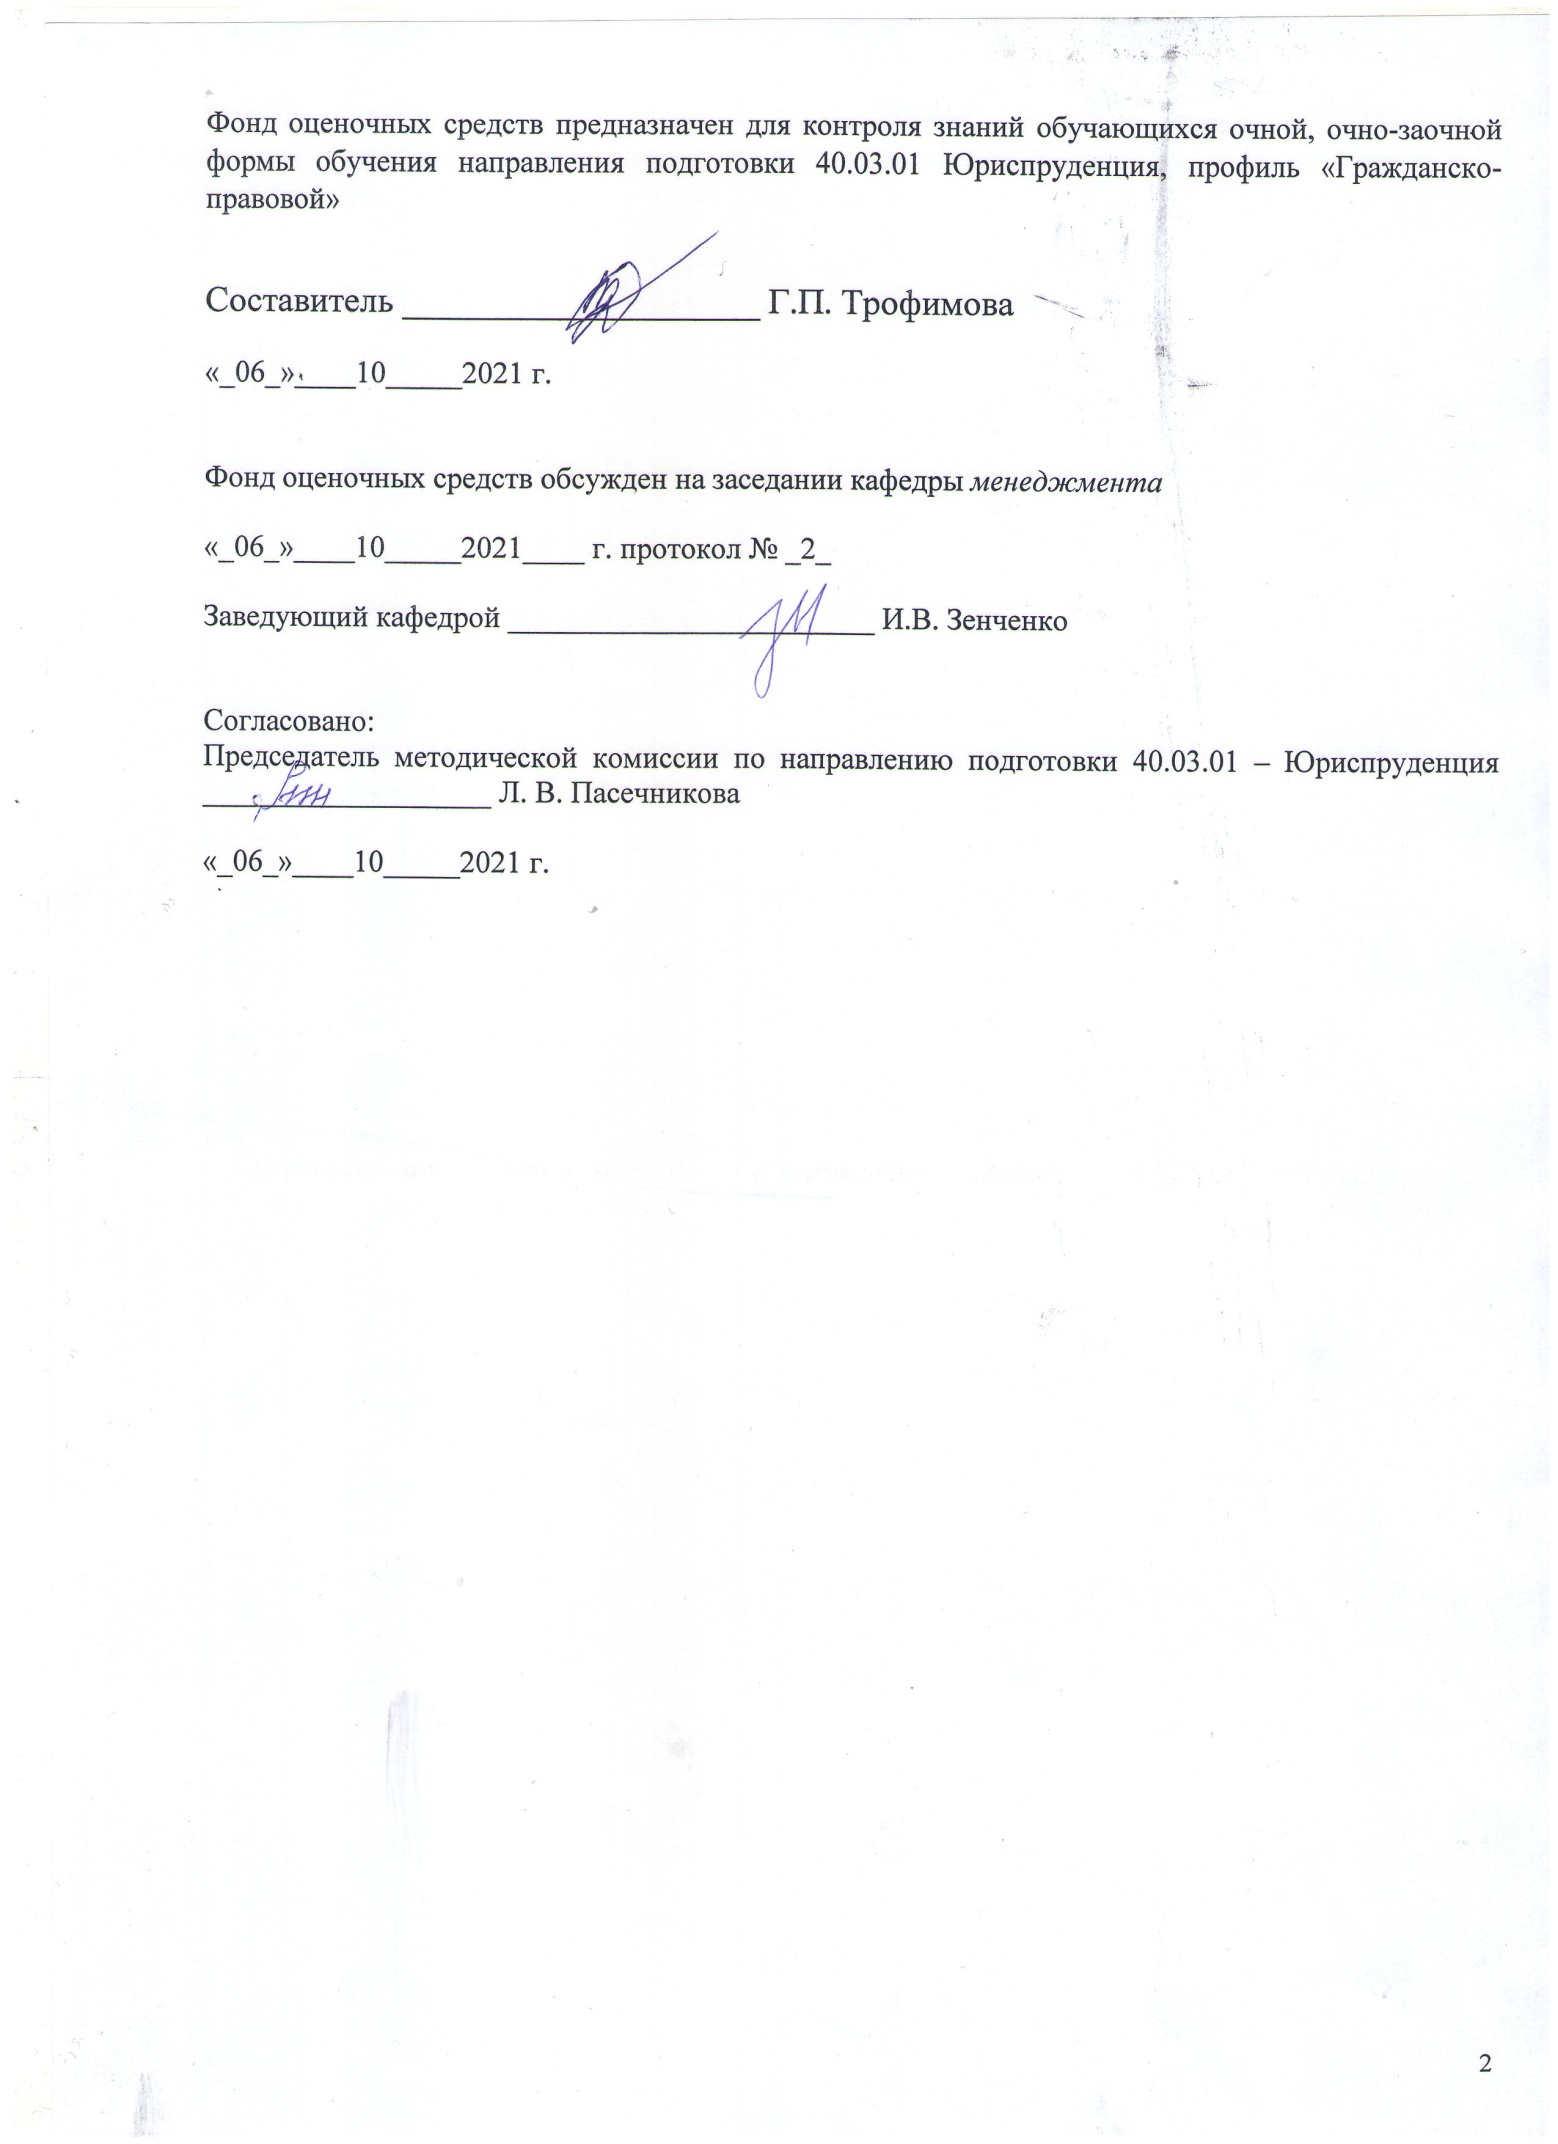 Фонд оценочных средств предназначен для контроля знаний обучающихся очной, очно-заочной
формы обучения направления подготовки 40.03.01 Юриспруденция, профиль «Гражданско-
правовой»
Составитель ____________________ Г.П. Трофимова
«_06_»____10_____2021 г.
Фонд оценочных средств обсужден на заседании кафедры менеджмента
«_06_»____10_____2021____ г. протокол № _2_
Заведующий кафедрой ________________________ И.В. Зенченко
Согласовано:
Председатель методической комиссии по направлению подготовки 40.03.01 – Юриспруденция
___________________ Л. В. Пасечникова
«_06_»____10_____2021 г.
2